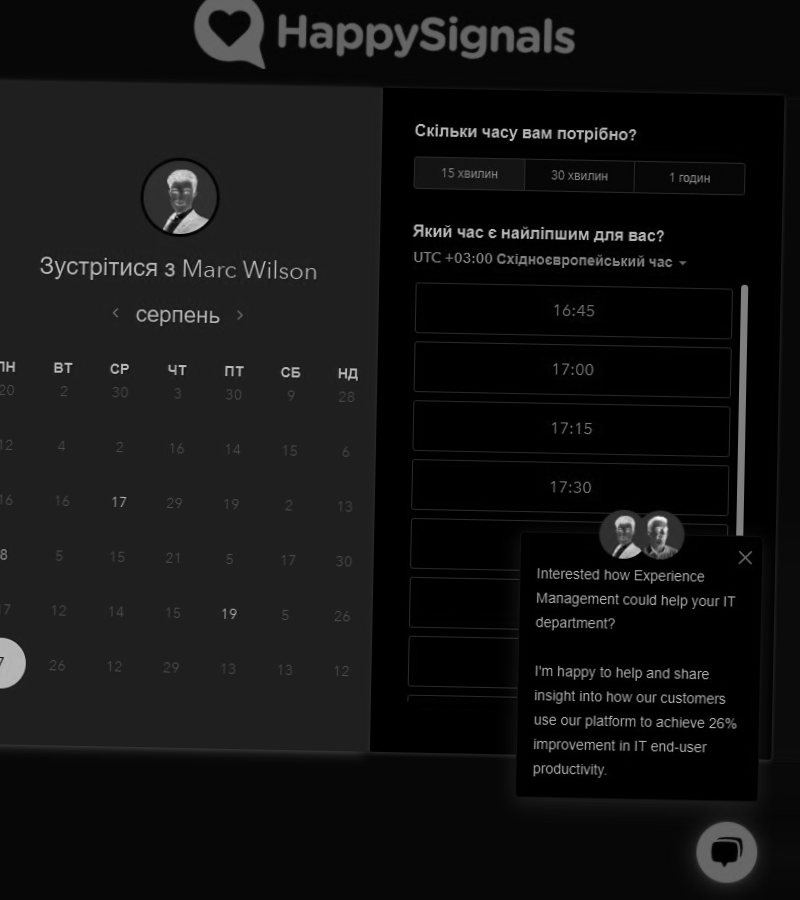 HappySignals
Зустрітися з Marc Wilson
серпень
ПН ВТ СР ЧТ ПТ СБ НД
20 2 30 3 30 9 28
12 4 2 16 14 15 6
16 16 17 29 19 2 13
8 5 15 21 5 17 30
17 12 14 15 19 5 26
7 26 12 29 13 13 12
Скільки часу вам потрібно?
15 хвилин 30 хвилин 1 годин
Який час є найліпшим для вас?
UTC +03:00 Східноєвропейський час
16:45
17:00
17:15
17:30
Interested how Experience
Management could help your IT
department?
I'm happy to help and share
insight into how our customers
use our platform to achieve 26%
improvement in IT end-user
productivity.